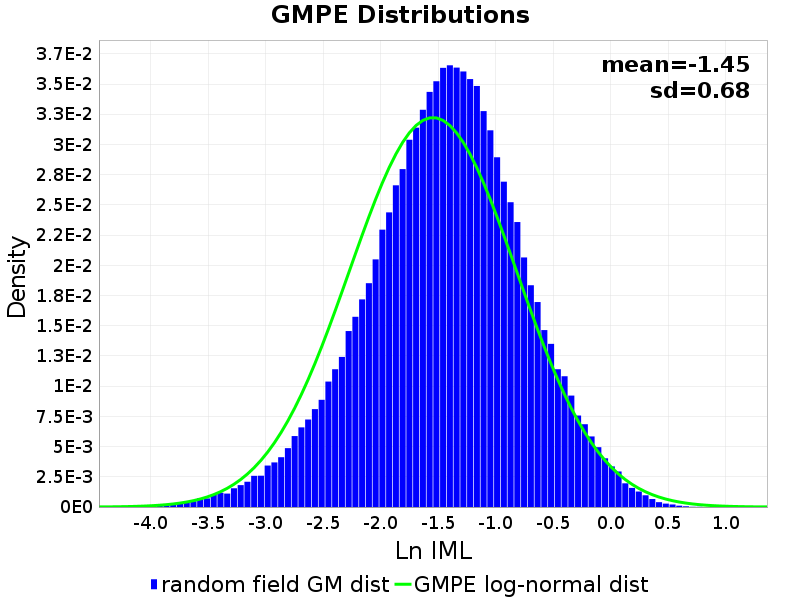 GMPE Distributions
mean=-1.45
sd=0.68
3.7E-2
3.5E-2
3.3E-2
3E-2
2.8E-2
2.5E-2
2.2E-2
2E-2
1.8E-2
1.5E-2
1.3E-2
1E-2
7.5E-3
5E-3
2.5E-3
0E0
Density
-4.0 -3.5 -3.0 -2.5 -2.0 -1.5 -1.0 -0.5 0.0 0.5 1.0
Ln IML
random field GM dist GMPE log-normal dist